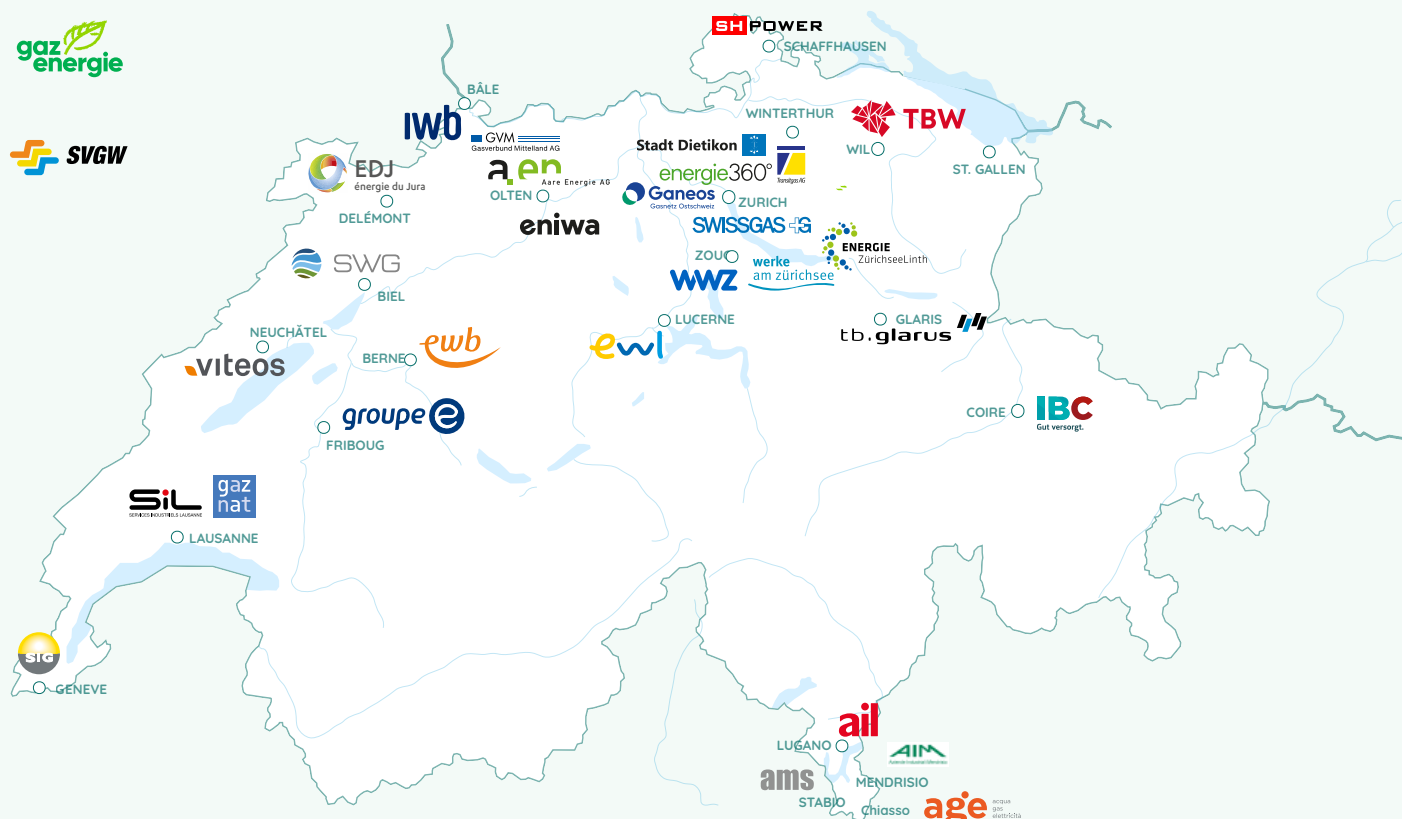 SH POWER
SCHAFFHAUSEN
gaz
energie
BÂLE
IWb
GVM
Gasverbund Mittelland AG
WINTERTHUR
TBW
WIL
ST. GALLEN
SVGW
EDJ
énergie du Jura
DELÉMONT
a.en
Aare Energie AG
OLTEN
eniwa
Stadt Dietikon
energie360°
Transitgas AG
Ganeos
Gasnetz Ostschweiz
ZURICH
SWISSGAS
ENERGIE
ZürichseeLinth
ZOUG
WWZ
werke
am zürichsee
SWG
BIEL
NEUCHÂTEL
viteos
BERNE
ewb
LUCERNE
ewl
GLARIS
tb.glarus
groupe e
FRIBOUG
COIRE
IBC
Gut versorgt.
SiL
SERVICES INDUSTRIELS LAUSANNE
gaz
nat
LAUSANNE
SIG
GENEVE
ail
LUGANO
AIM
MENDRISIO
ams
STABIO
Chiasso
age
acqua
gas
elettricità